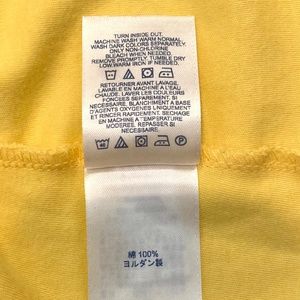 TURN INSIDE OUT.
MACHINE WASH WARM NORMAL.
WASH DARK COLORS SEPARATELY.
ONLY NON-CHLORINE
BLEACH WHEN NEEDED.
REMOVE PROMPTLY, TUMBLE DRY
LOW, WARM IRON IF NEEDED.
RETOURNER AVANT LAVAGE.
LAVABLE EN MACHINE A L'EAU
CHAUDE. LAVER LES COULEURS
FONCEES SEPAREMENT. SI
NECESSAIRE, BLANCHIMENT A BASE
D'AGENTS OXYGENES UNIQUEMENT
ET RINCER RAPIDEMENT. SECHAGE
EN MACHINE A TEMPERATURE
MODEREE, REPASSER TIEDE SI
NECESSAIRE.
綿 100%
ヨルダン製